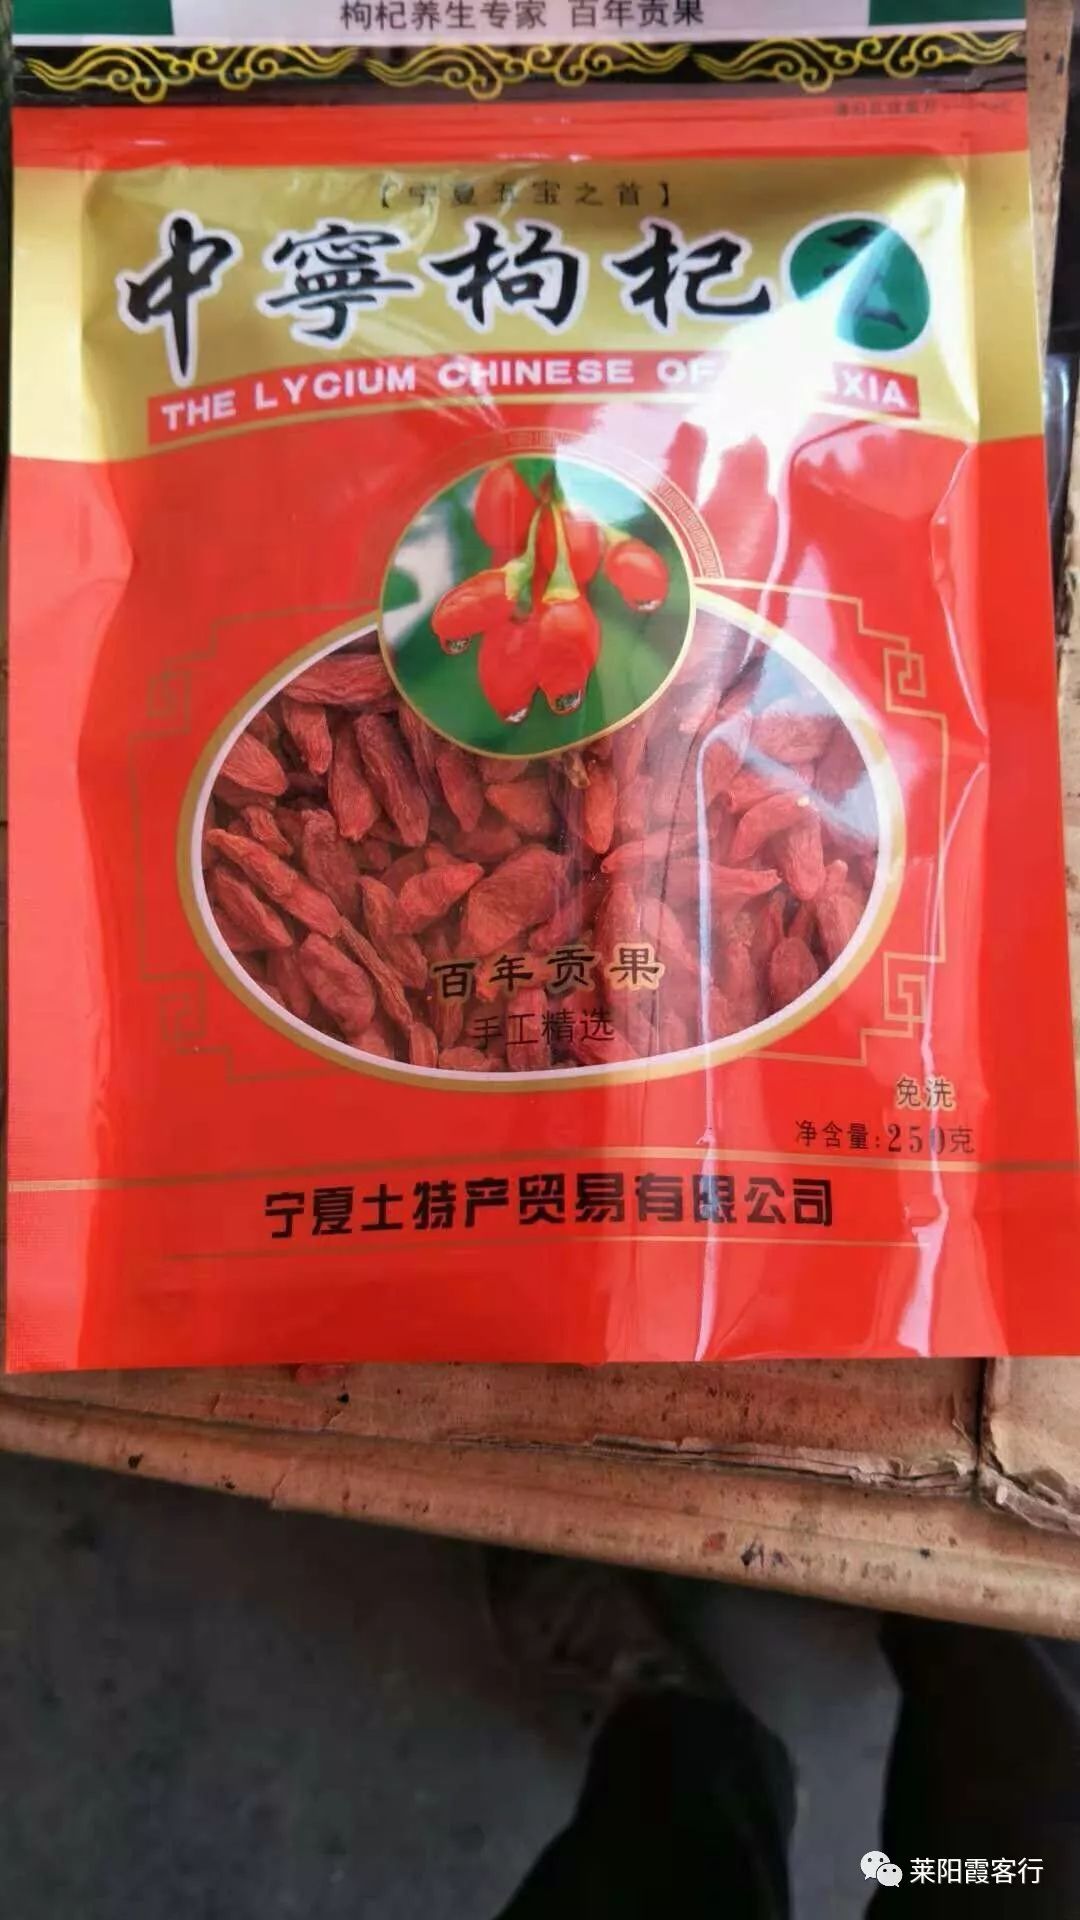 枸杞养生专家 百年贡果
【宁夏五宝之首】
中寧枸杞王
THE LYCIUM CHINESE OF
XIA
百年贡果
手工精选
免洗
净含量:250克
宁夏土特产贸易有限公司
莱阳霞客行